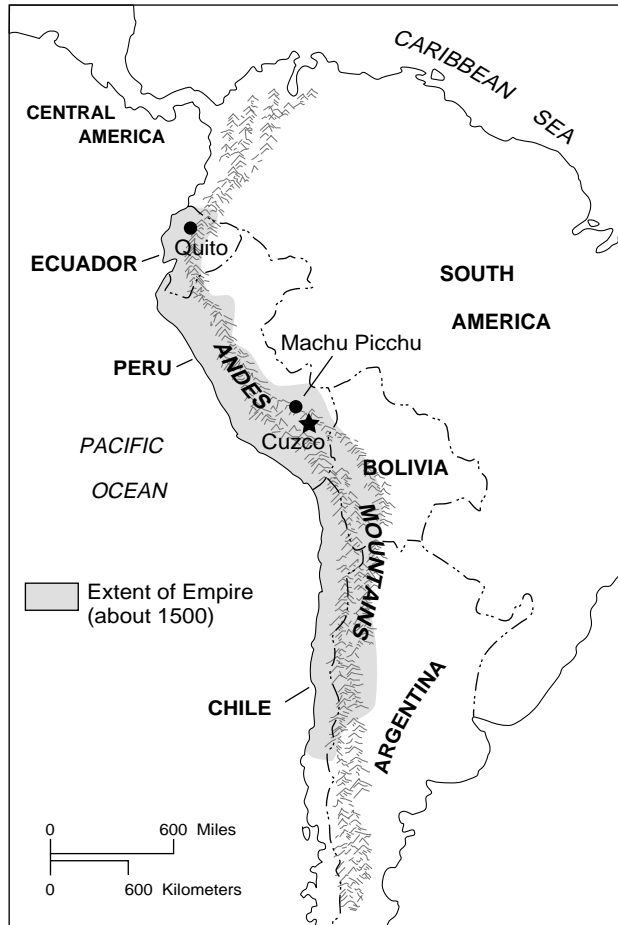 CARIBBEAN
SEA
CENTRAL
AMERICA
Quito
ECUADOR
SOUTH
AMERICA
Machu Picchu
PERU
ANDES
PACIFIC
OCEAN
Cuzco
BOLIVIA
MOUNTAINS
Extent of Empire
(about 1500)
CHILE
ARGENTINA
0 600 Miles
0 600 Kilometers